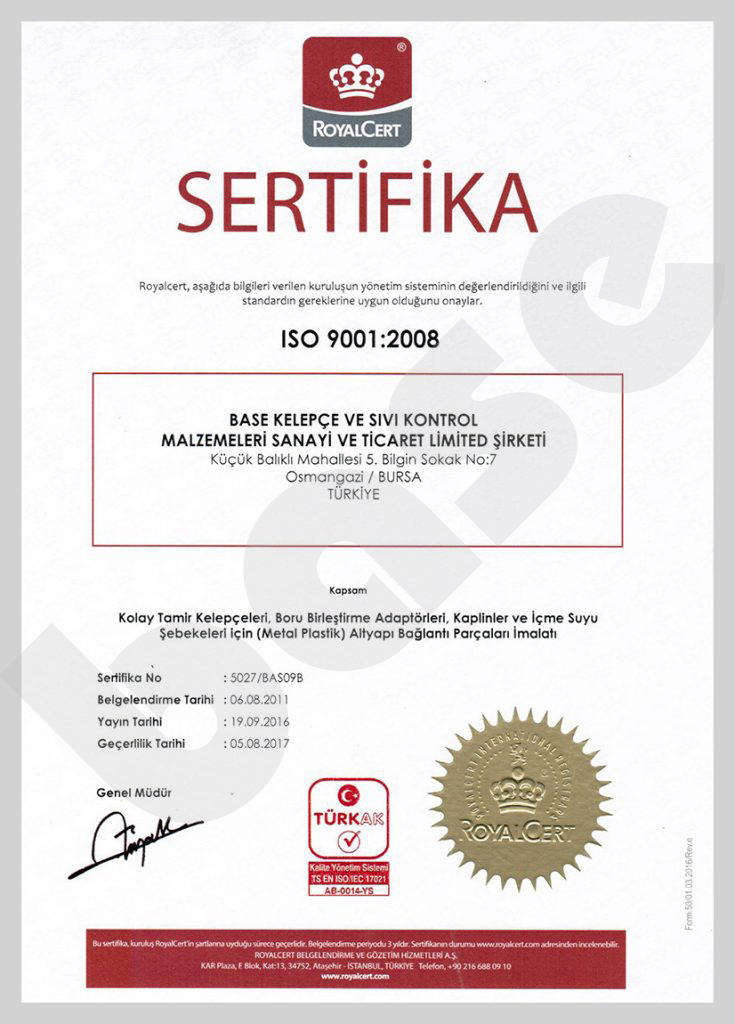 ®
ROYALCERT
SERTİFİKA
Royalcert, aşağıda bilgileri verilen kuruluşun yönetim sisteminin değerlendirildiğini ve ilgili
standardın gereklerine uygun olduğunu onaylar.
ISO 9001:2008
BASE KELEPÇE VE SIVI KONTROL
MALZEMELERİ SANAYİ VE TİCARET LİMİTED ŞİRKETİ
Küçük Balıklı Mahallesi 5. Bilgin Sokak No:7
Osmangazi / BURSA
TÜRKİYE
base
Kapsam
Kolay Tamir Kelepçeleri, Boru Birleştirme Adaptörleri, Kaplinler ve İçme Suyu
Şebekeleri için (Metal Plastik) Altyapı Bağlantı Parçaları İmalatı
Sertifika No : 5027/BAS09B
Belgelendirme Tarihi : 06.08.2011
Yayın Tarihi : 19.09.2016
Geçerlilik Tarihi : 05.08.2017
Genel Müdür
TÜRKAK
Kalite Yönetim Sistemi
TS EN ISO/IEC 17021
AB-0014-YS
ROYALCERT
Form.50/01.03.2016/Rev.e
Bu sertifika, kuruluş RoyalCert'in şartlarına uyduğu sürece geçerlidir. Belgelendirme periyodu 3 yıldır. Sertifikanın durumu www.royalcert.com adresinden incelenebilir.
ROYALCERT BELGELENDİRME VE GÖZETİM HİZMETLERİ A.Ş.
KAR Plaza, E Blok, Kat:13, 34752, Ataşehir - İSTANBUL, TÜRKİYE Telefon, +90 216 688 09 10
www.royalcert.com